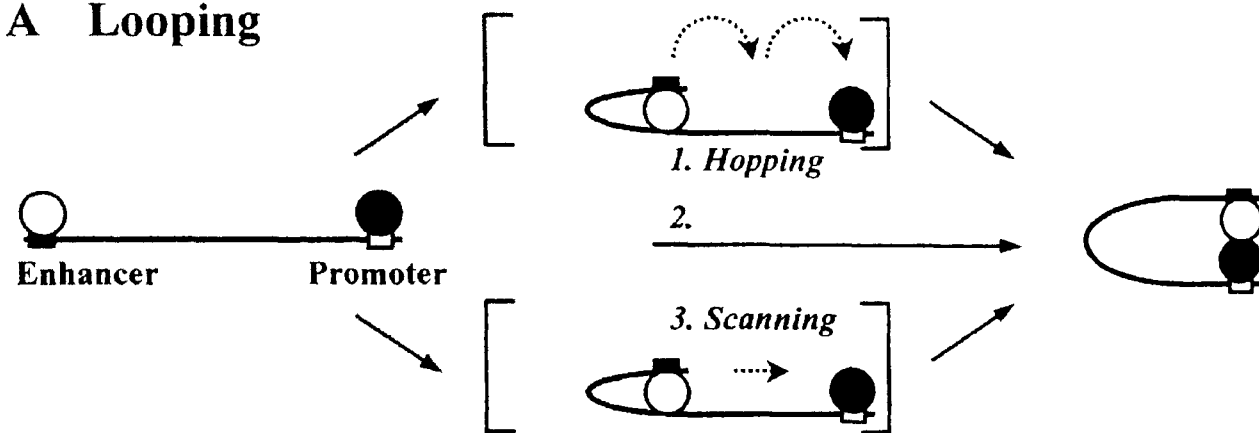 A Looping
1. Hopping
2.
Enhancer Promoter
3. Scanning